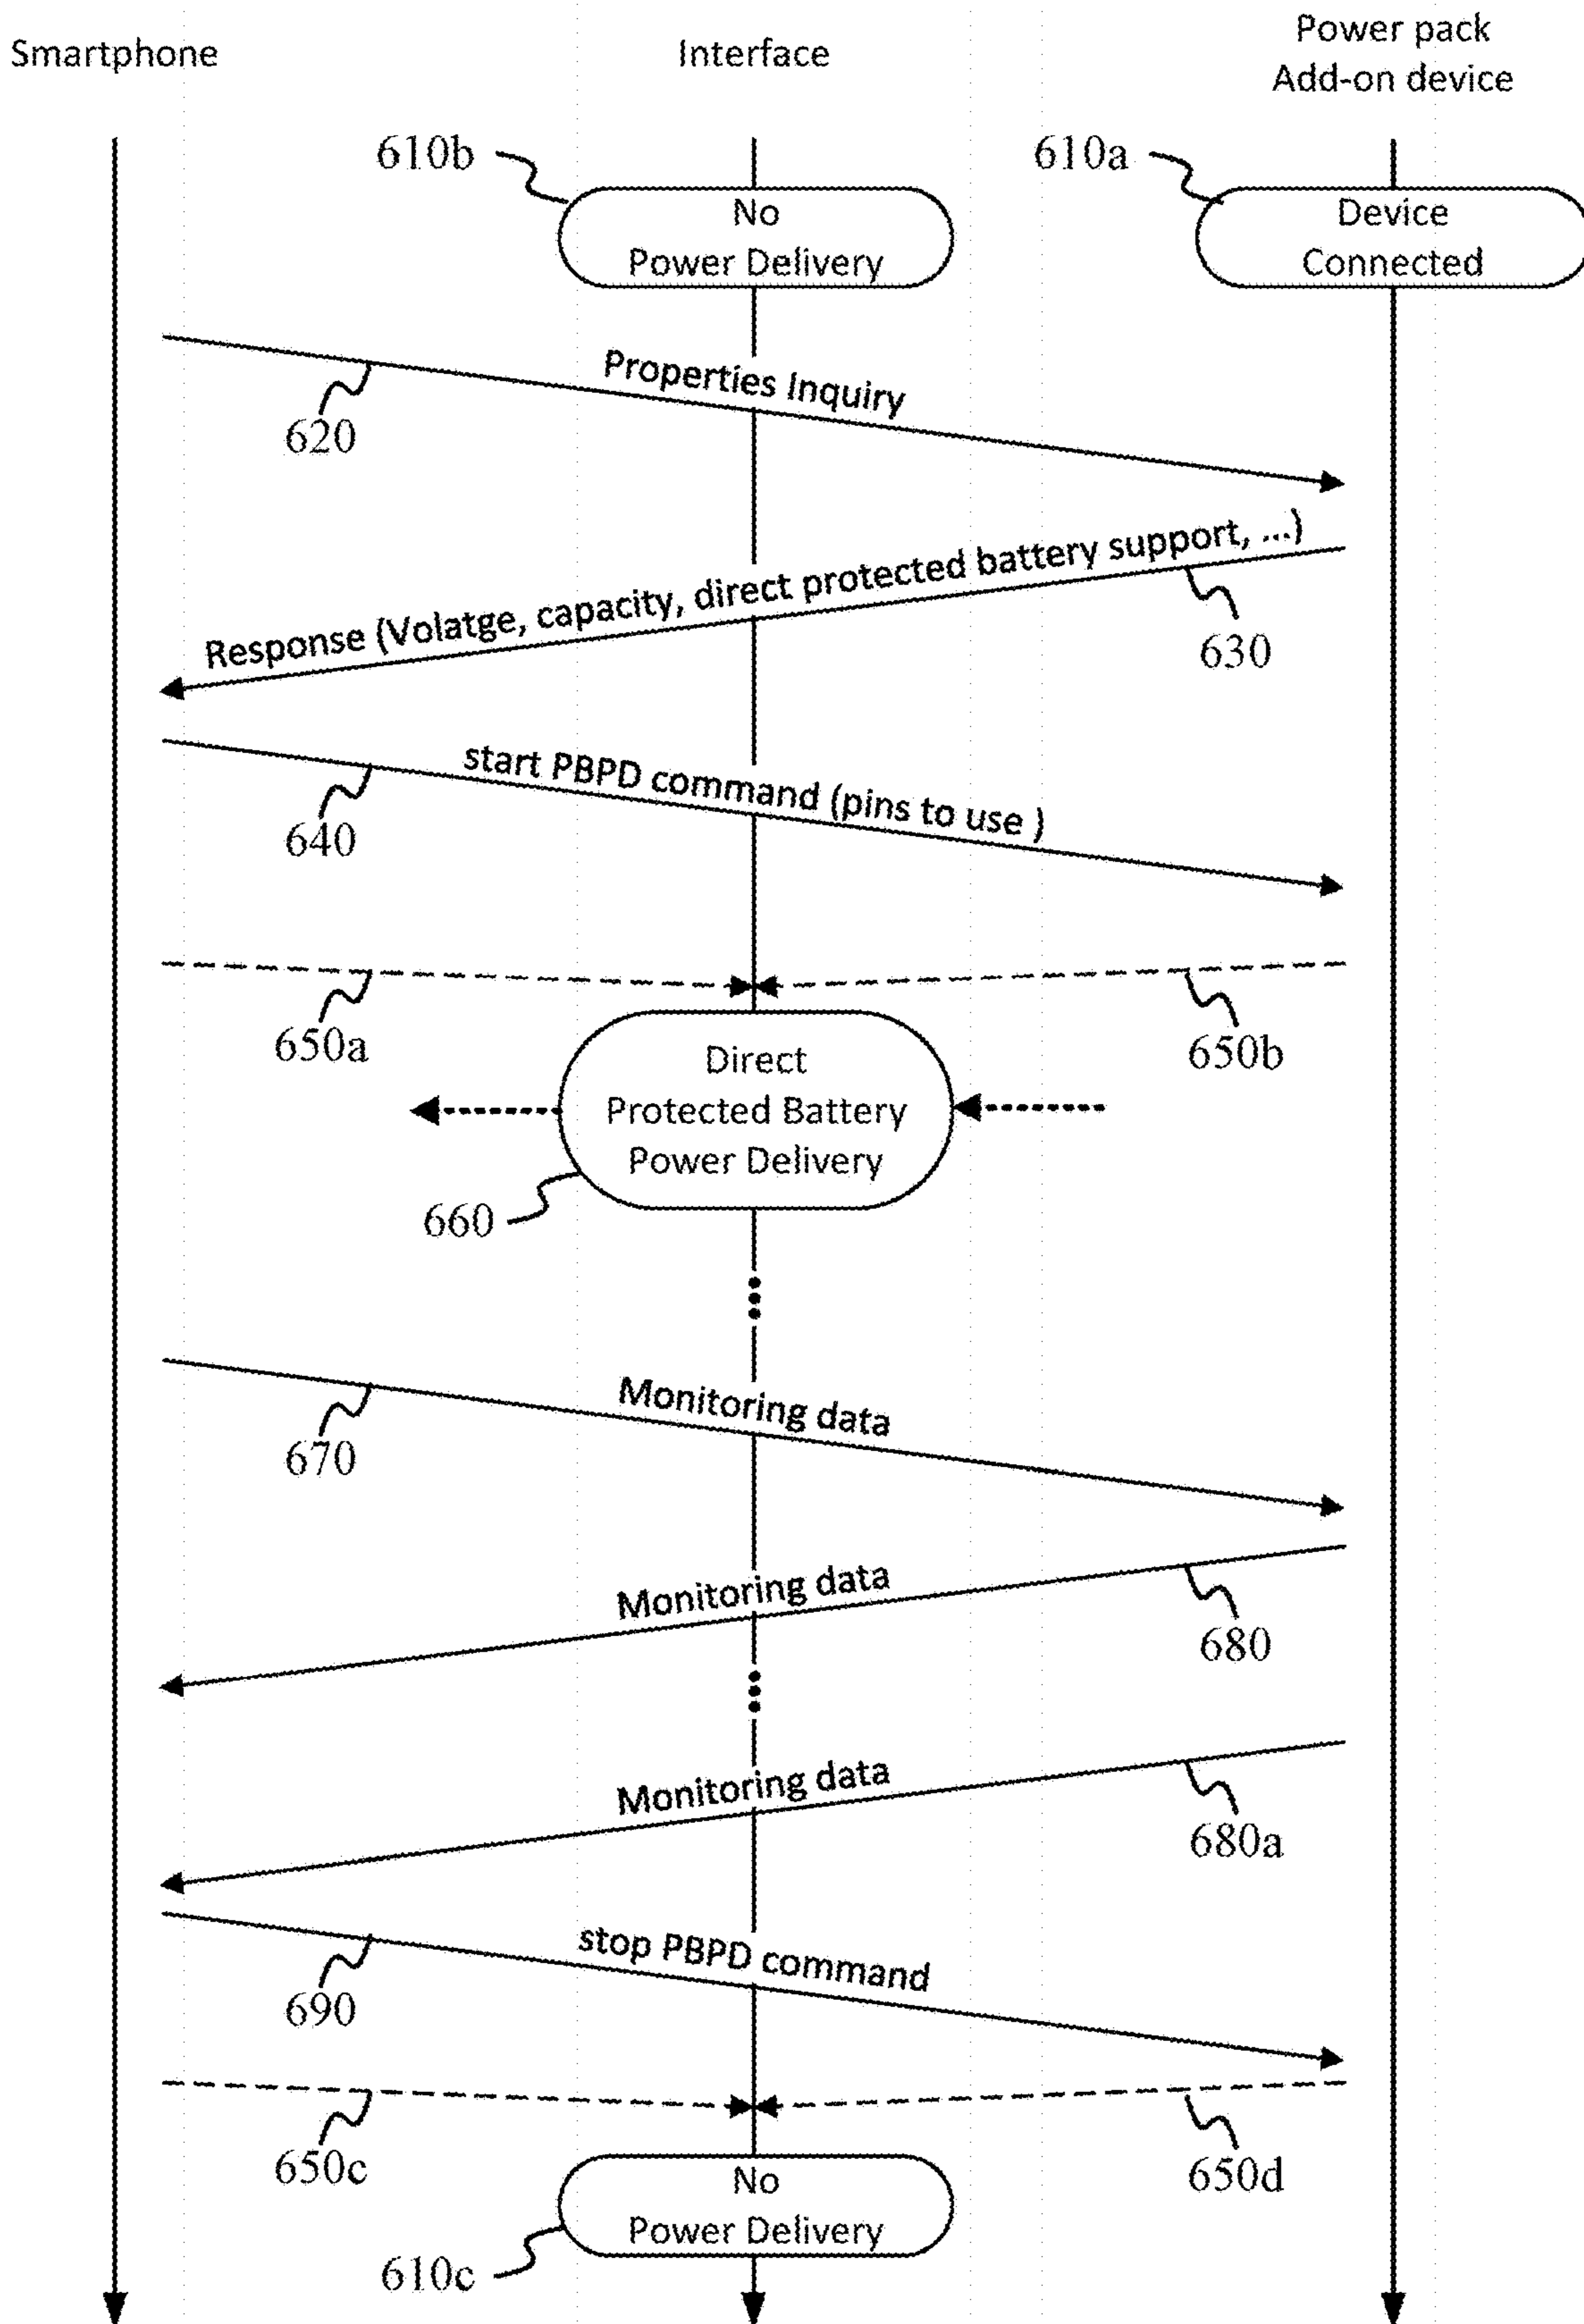 Smartphone
Interface
Power pack
Add-on device
610b
610a
No
Power Delivery
Device
Connected
Properties Inquiry
620
Response (Volatge, capacity, direct protected battery support, ...)
630
start PBPD command (pins to use )
640
650a
650b
Direct
Protected Battery
Power Delivery
660
Monitoring data
670
Monitoring data
680
Monitoring data
680a
stop PBPD command
690
650c
650d
No
Power Delivery
610c